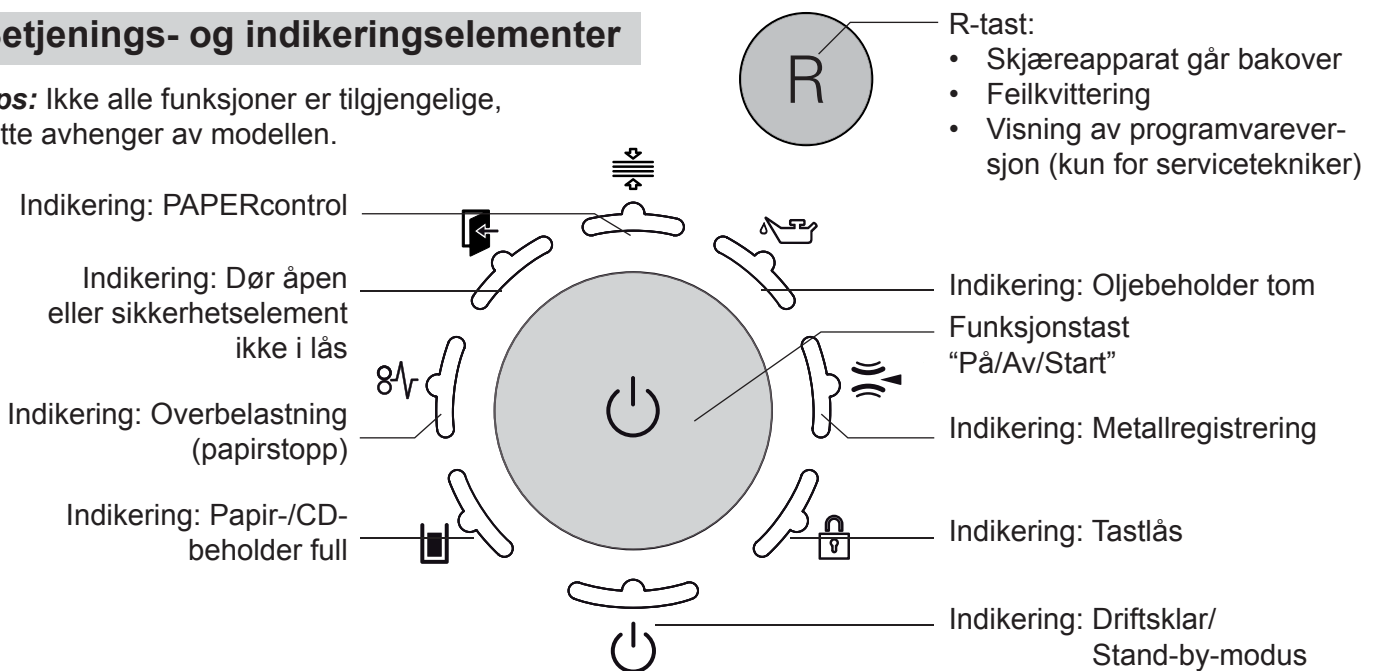 etjenings- og indikeringselementer
ps: Ikke alle funksjoner er tilgjengelige,
tte avhenger av modellen.
R
R-tast:
• Skjæreapparat går bakover
• Feilkvittering
• Visning av programvarever-
sjon (kun for servicetekniker)
Indikering: PAPERcontrol
Indikering: Dør åpen
eller sikkerhetselement
ikke i lås
Indikering: Overbelastning
(papirstopp)
Indikering: Papir-/CD-
beholder full
Indikering: Oljebeholder tom
Funksjonstast
“På/Av/Start”
Indikering: Metallregistrering
Indikering: Tastlås
Indikering: Driftsklar/
Stand-by-modus